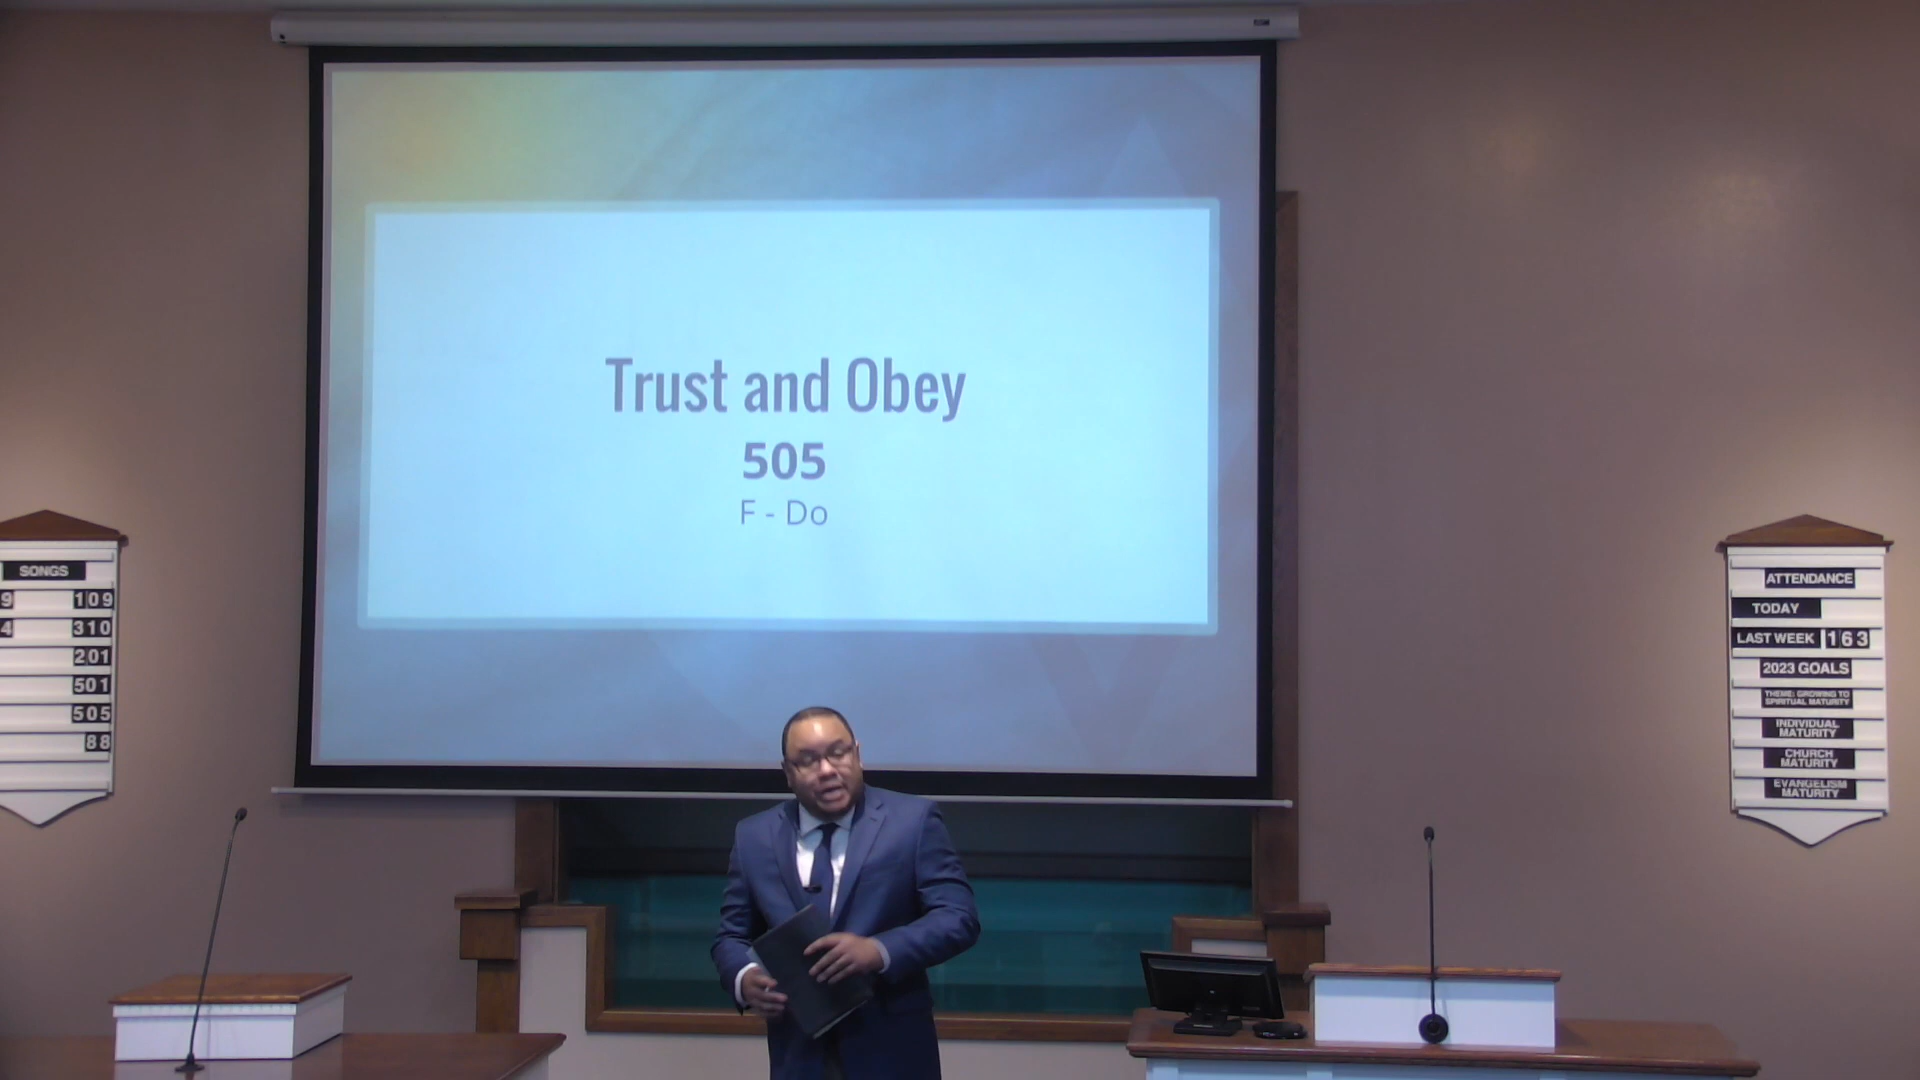 Trust and Obey
505
F - Do
SONGS
9 109
4 310
201
501
505
88
ATTENDANCE
TODAY
LAST WEEK 163
2023 GOALS
THEME: GROWING TO
SPIRITUAL MATURITY
INDIVIDUAL
MATURITY
CHURCH
MATURITY
EVANGELISM
MATURITY